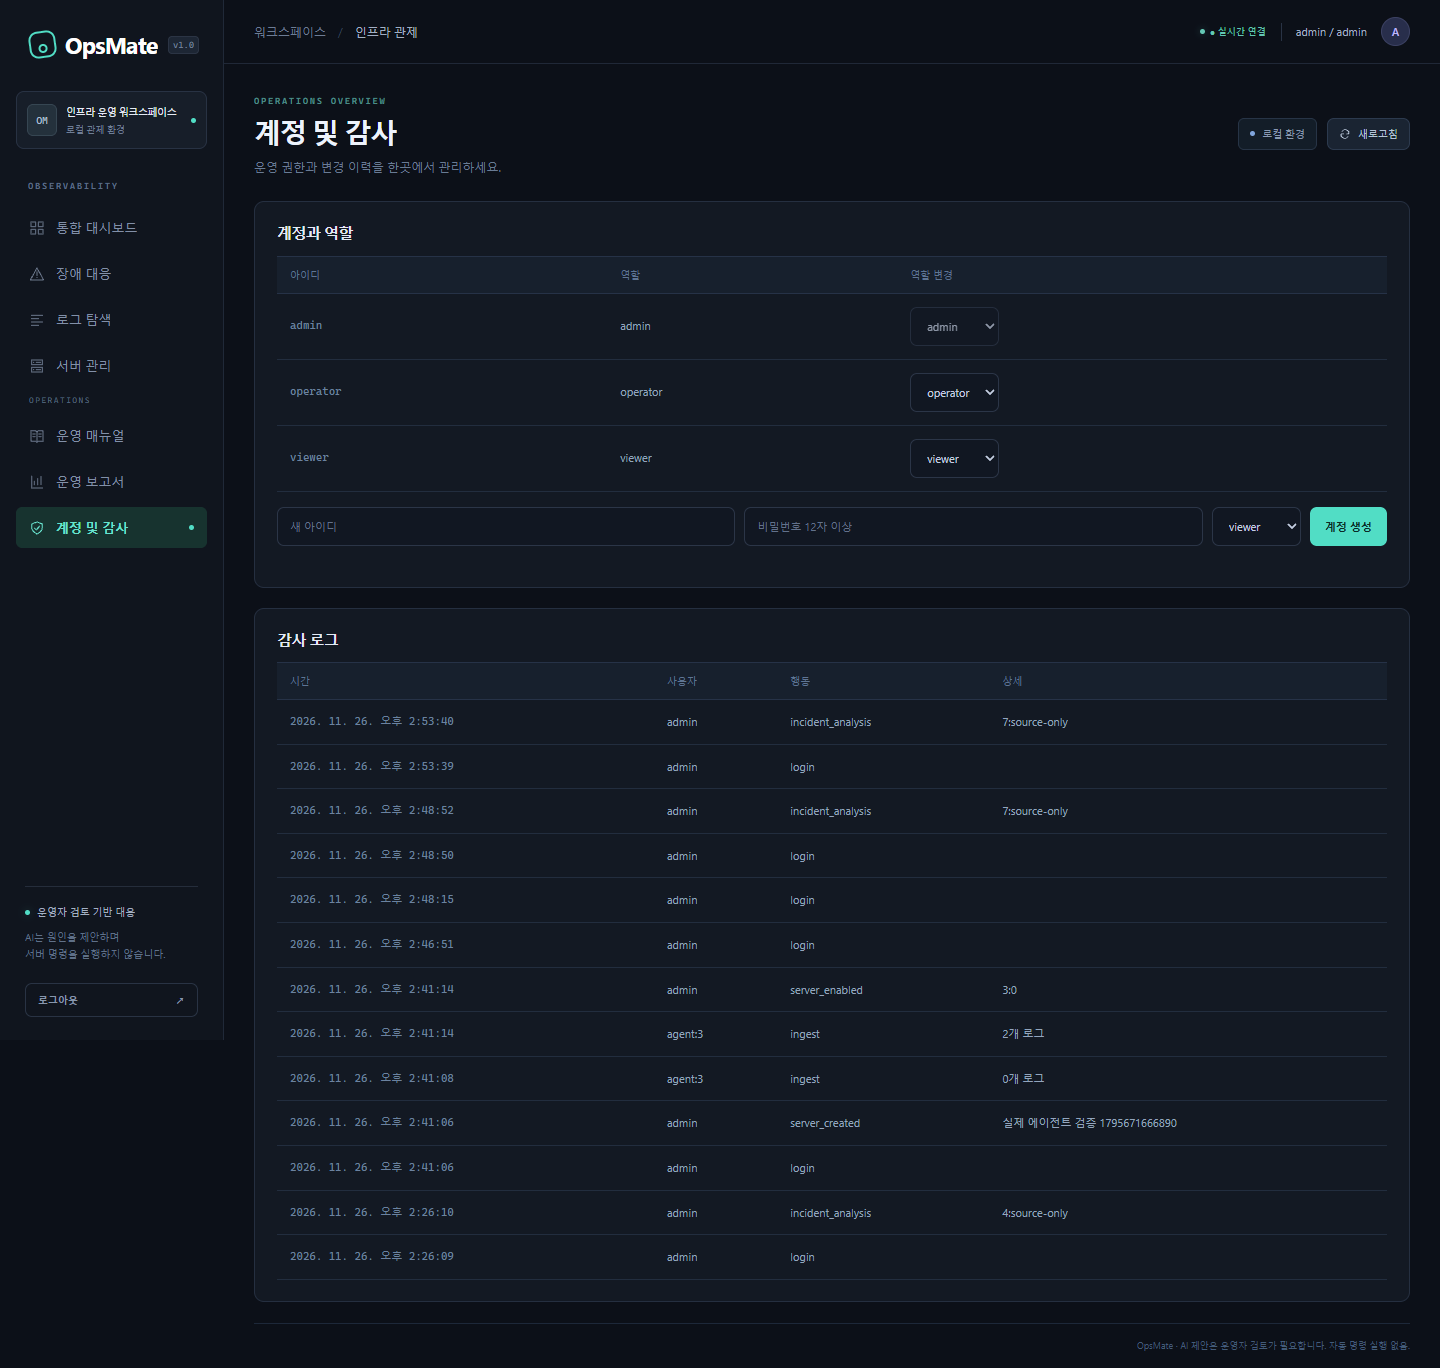 OpsMate v1.0
OM
인프라 운영 워크스페이스
로컬 관제 환경
OBSERVABILITY
통합 대시보드
장애 대응
로그 탐색
서버 관리
OPERATIONS
운영 매뉴얼
운영 보고서
계정 및 감사
운영자 검토 기반 대응
AI는 원인을 제안하며
서버 명령을 실행하지 않습니다.
로그아웃 ↗
워크스페이스 / 인프라 관제
● 실시간 연결
admin / admin
A
OPERATIONS OVERVIEW
계정 및 감사
운영 권한과 변경 이력을 한곳에서 관리하세요.
로컬 환경
새로고침
계정과 역할
아이디 역할 역할 변경
admin admin admin
operator operator operator
viewer viewer viewer
새 아이디 비밀번호 12자 이상 viewer 계정 생성
감사 로그
시간 사용자 행동 상세
2026. 11. 26. 오후 2:53:40 admin incident_analysis 7:source-only
2026. 11. 26. 오후 2:53:39 admin login
2026. 11. 26. 오후 2:48:52 admin incident_analysis 7:source-only
2026. 11. 26. 오후 2:48:50 admin login
2026. 11. 26. 오후 2:48:15 admin login
2026. 11. 26. 오후 2:46:51 admin login
2026. 11. 26. 오후 2:41:14 admin server_enabled 3:0
2026. 11. 26. 오후 2:41:14 agent:3 ingest 2개 로그
2026. 11. 26. 오후 2:41:08 agent:3 ingest 0개 로그
2026. 11. 26. 오후 2:41:06 admin server_created 실제 에이전트 검증 1795671666890
2026. 11. 26. 오후 2:41:06 admin login
2026. 11. 26. 오후 2:26:10 admin incident_analysis 4:source-only
2026. 11. 26. 오후 2:26:09 admin login
OpsMate · AI 제안은 운영자 검토가 필요합니다. 자동 명령 실행 없음.